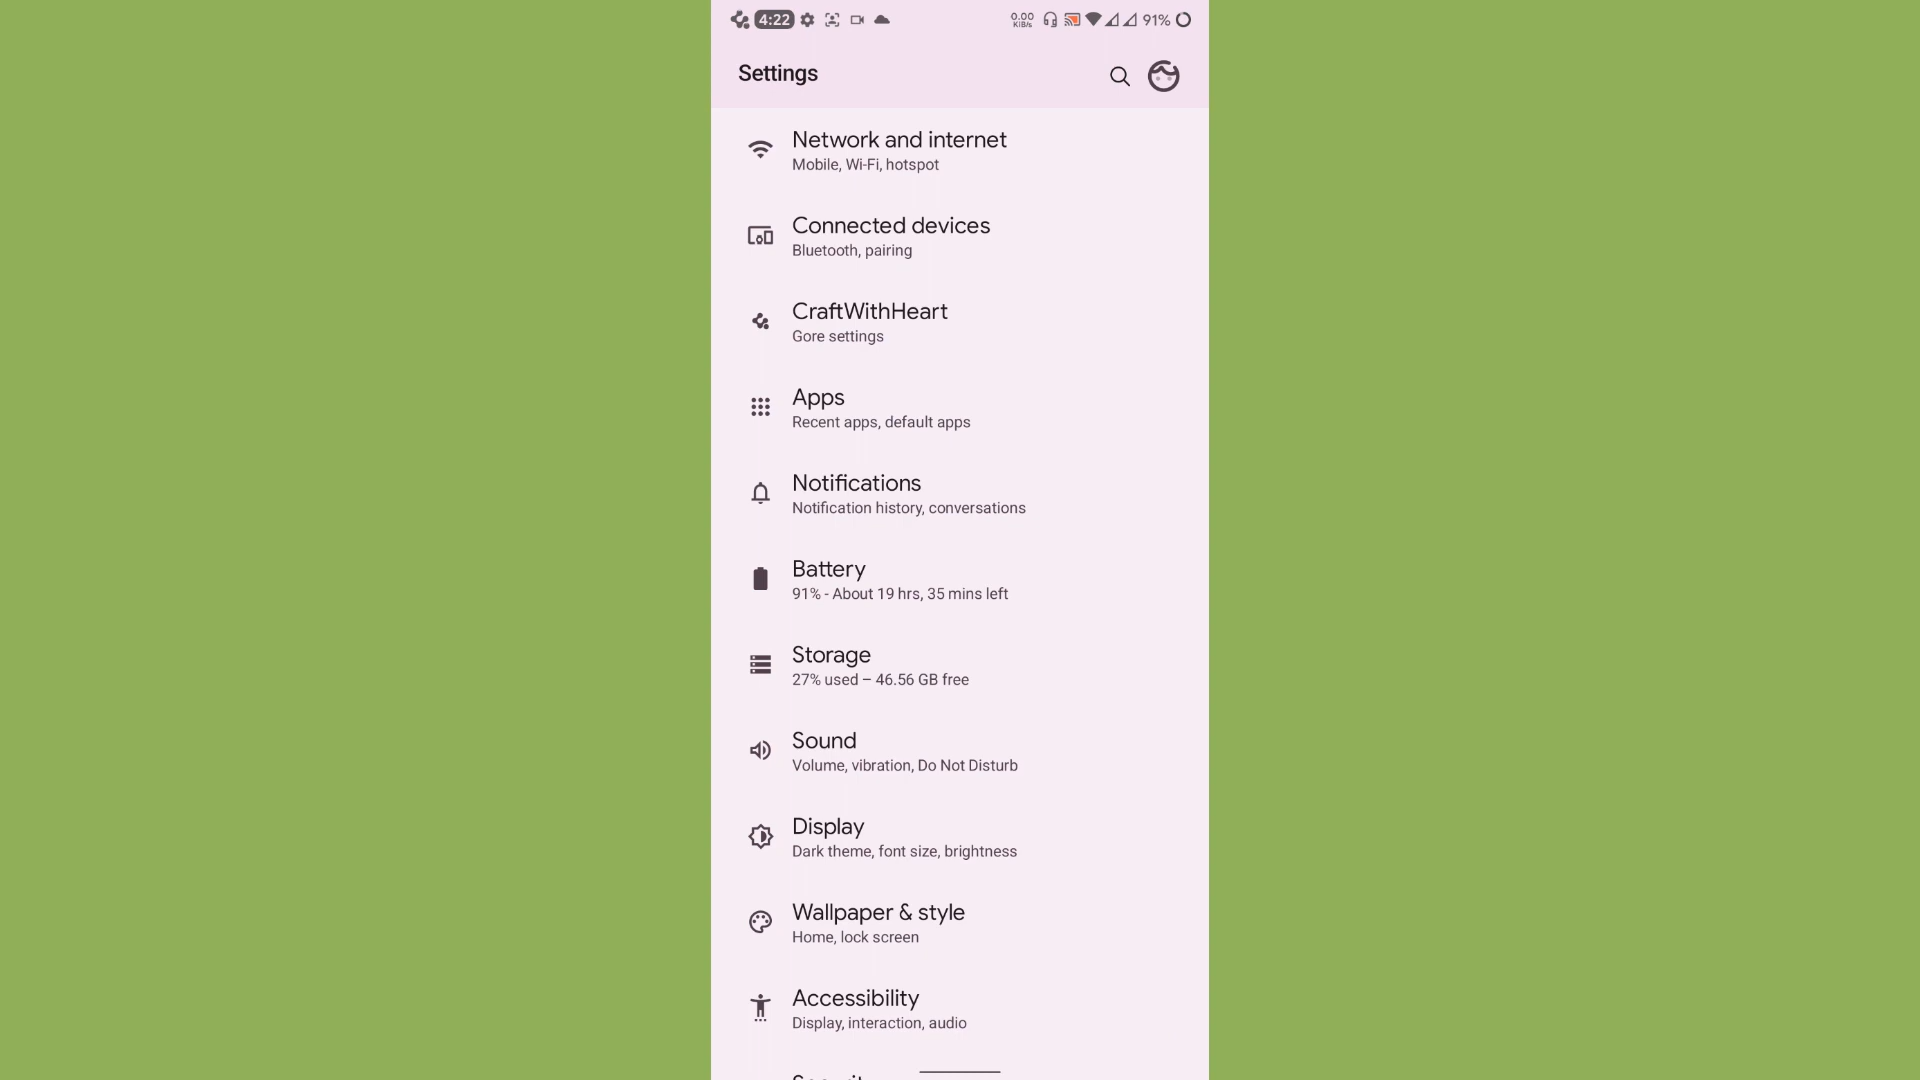 4:22
0.00
KiB/s
91%
Settings
Network and internet
Mobile, Wi-Fi, hotspot
Connected devices
Bluetooth, pairing
CraftWithHeart
Gore settings
Apps
Recent apps, default apps
Notifications
Notification history, conversations
Battery
91% - About 19 hrs, 35 mins left
Storage
27% used – 46.56 GB free
Sound
Volume, vibration, Do Not Disturb
Display
Dark theme, font size, brightness
Wallpaper & style
Home, lock screen
Accessibility
Display, interaction, audio